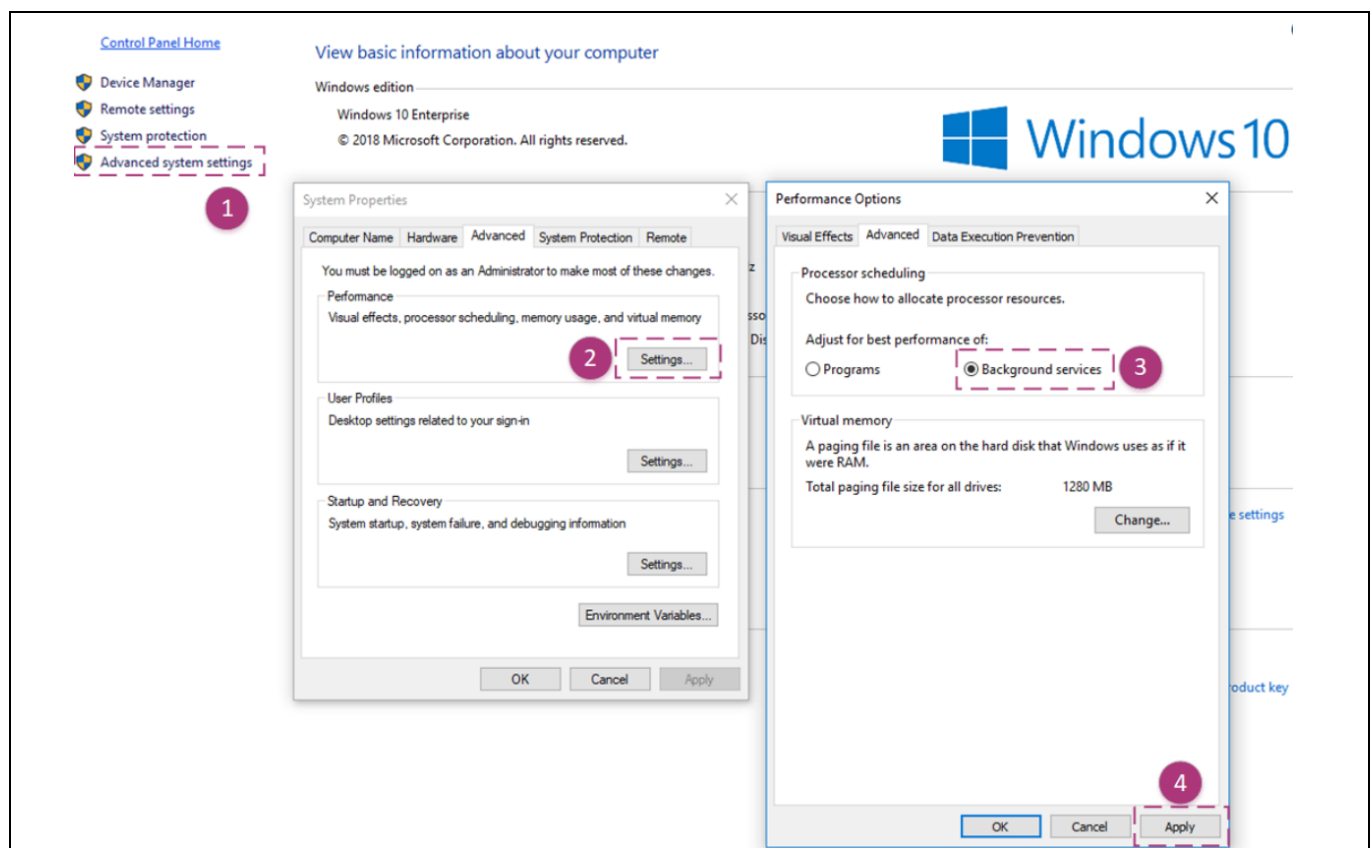 Control Panel Home
Device Manager
Remote settings
System protection
Advanced system settings
1
View basic information about your computer
Windows edition
Windows 10 Enterprise
© 2018 Microsoft Corporation. All rights reserved.
Windows 10
System Properties
Computer Name Hardware Advanced System Protection Remote
You must be logged on as an Administrator to make most of these changes.
Performance
Visual effects, processor scheduling, memory usage, and virtual memory
2 Settings...
User Profiles
Desktop settings related to your sign-in
Settings...
Startup and Recovery
System startup, system failure, and debugging information
Settings...
Environment Variables...
OK Cancel Apply
z
sso
Dis
Performance Options
Visual Effects Advanced Data Execution Prevention
Processor scheduling
Choose how to allocate processor resources.
Adjust for best performance of:
Programs Background services 3
Virtual memory
A paging file is an area on the hard disk that Windows uses as if it
were RAM.
Total paging file size for all drives: 1280 MB
Change...
4
OK Cancel Apply
e settings
oduct key